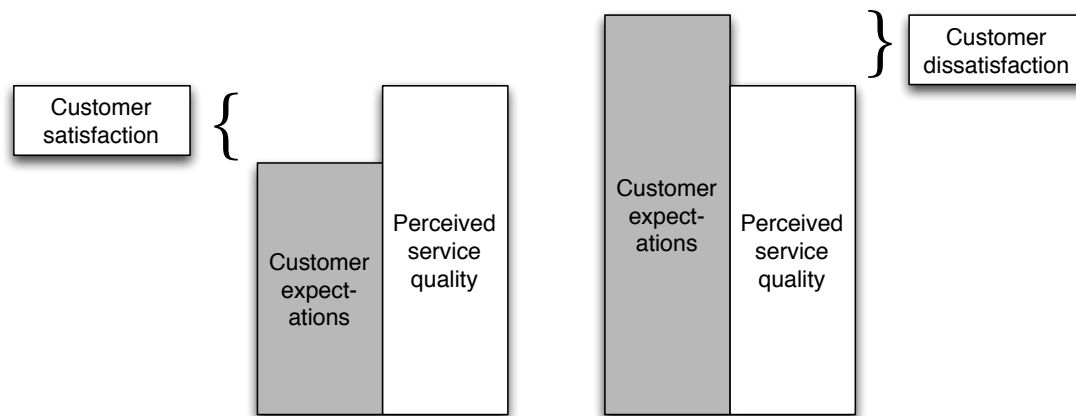 Customer
satisfaction
{
Customer
expect-
ations
Perceived
service
quality
Customer
expect-
ations
Perceived
service
quality
}
Customer
dissatisfaction